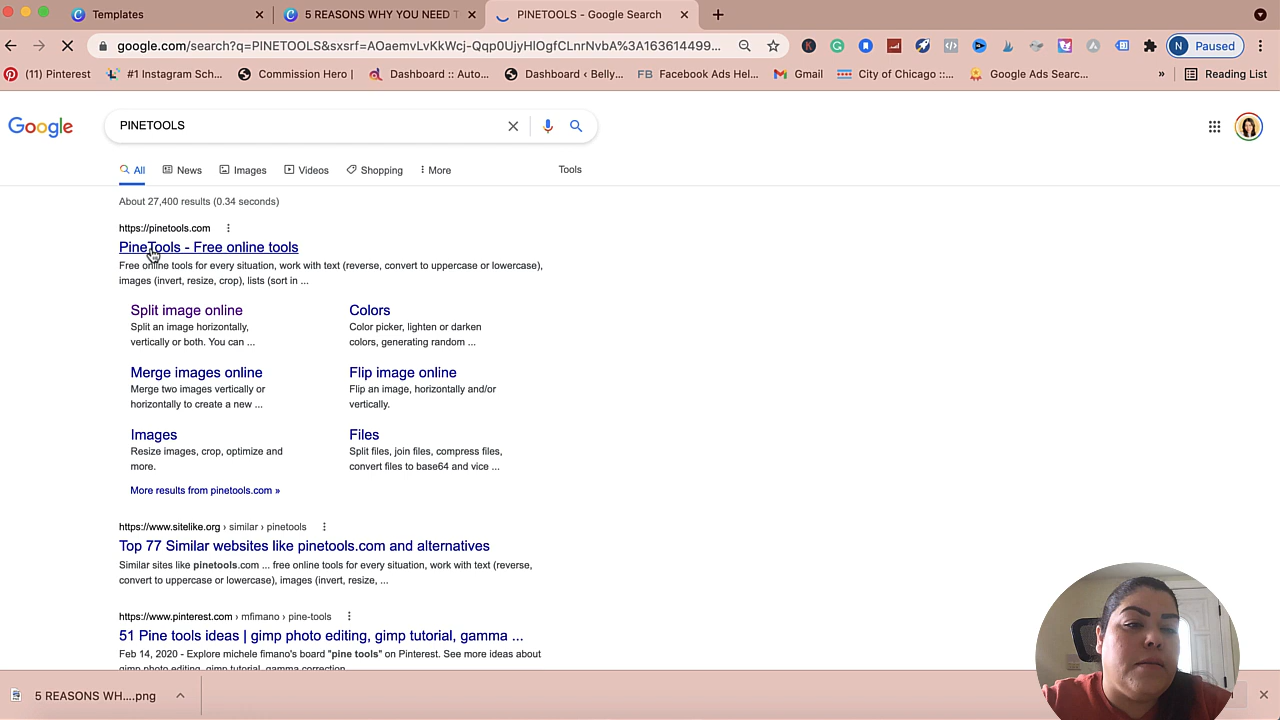 Templates
5 REASONS WHY YOU NEED T
PINETOOLS - Google Search
google.com/search?q=PINETOOLS&sxsrf=AOaemvLvKkWcj-Qqp0UjyHIOgfCLnrNvbA%3A163614499...
Paused
(11) Pinterest
#1 Instagram Sch...
Commission Hero |
Dashboard :: Auto...
Dashboard ‹ Belly...
FB Facebook Ads Hel...
Gmail
City of Chicago ::...
Google Ads Searc...
»
Reading List
Google
PINETOOLS
All
News
Images
Videos
Shopping
More
Tools
About 27,400 results (0.34 seconds)
https://pinetools.com
PineTools - Free online tools
Free online tools for every situation, work with text (reverse, convert to uppercase or lowercase),
images (invert, resize, crop), lists (sort in ...
Split image online
Split an image horizontally,
vertically or both. You can ...
Colors
Color picker, lighten or darken
colors, generating random ...
Merge images online
Merge two images vertically or
horizontally to create a new ...
Flip image online
Flip an image, horizontally and/or
vertically.
Images
Resize images, crop, optimize and
more.
Files
Split files, join files, compress files,
convert files to base64 and vice ...
More results from pinetools.com »
https://www.sitelike.org › similar › pinetools
Top 77 Similar websites like pinetools.com and alternatives
Similar sites like pinetools.com ... free online tools for every situation, work with text (reverse,
convert to uppercase or lowercase), images (invert, resize, ...
https://www.pinterest.com › mfimano › pine-tools
51 Pine tools ideas | gimp photo editing, gimp tutorial, gamma ...
Feb 14, 2020 - Explore michele fimano's board "pine tools" on Pinterest. See more ideas about
gimp photo editing, gimp tutorial, gamma correction.
5 REASONS WH....png